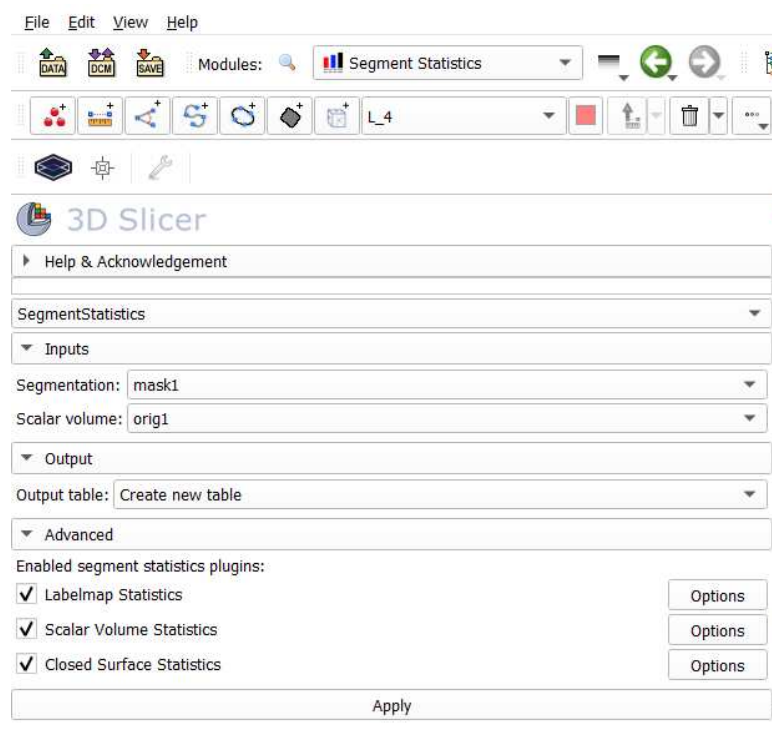 File Edit View Help
DATA DCM SAVE Modules: Segment Statistics
L_4
3D Slicer
Help & Acknowledgement
SegmentStatistics
Inputs
Segmentation: mask1
Scalar volume: orig1
Output
Output table: Create new table
Advanced
Enabled segment statistics plugins:
Labelmap Statistics Options
Scalar Volume Statistics Options
Closed Surface Statistics Options
Apply